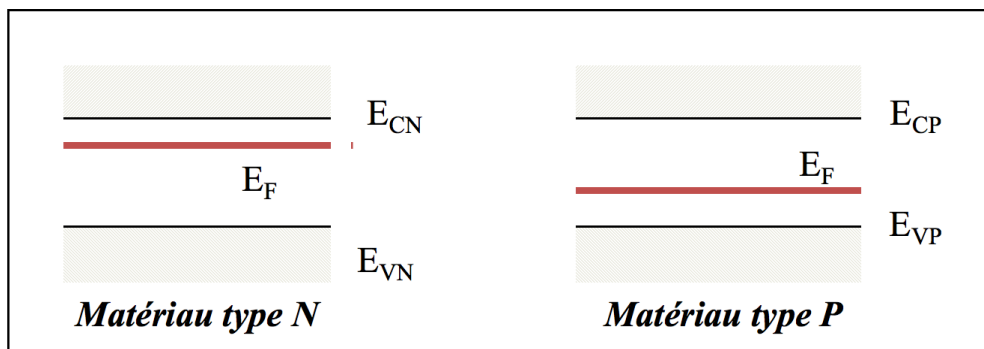 E_CN
E_F
E_VN
Matériau type N
E_CP
E_F
E_VP
Matériau type P